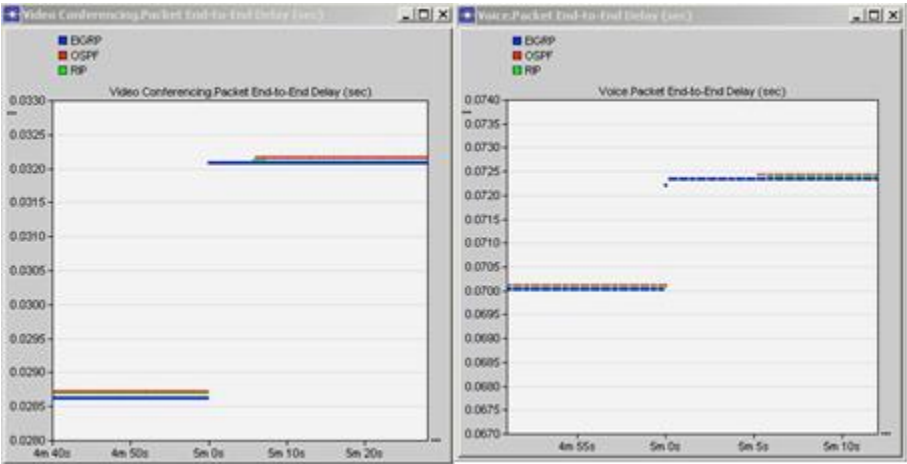 Video Conferencing.Packet End-to-End Delay (sec)
EIGRP
OSPF
RIP
Video Conferencing.Packet End-to-End Delay (sec)
0.0330
0.0325
0.0320
0.0315
0.0310
0.0305
0.0300
0.0295
0.0290
0.0285
0.0280
4m 40s 4m 50s 5m 0s 5m 10s 5m 20s
Voice.Packet End-to-End Delay (sec)
EIGRP
OSPF
RIP
Voice.Packet End-to-End Delay (sec)
0.0740
0.0735
0.0730
0.0725
0.0720
0.0715
0.0710
0.0705
0.0700
0.0695
0.0690
0.0685
0.0680
0.0675
0.0670
4m 55s 5m 0s 5m 5s 5m 10s